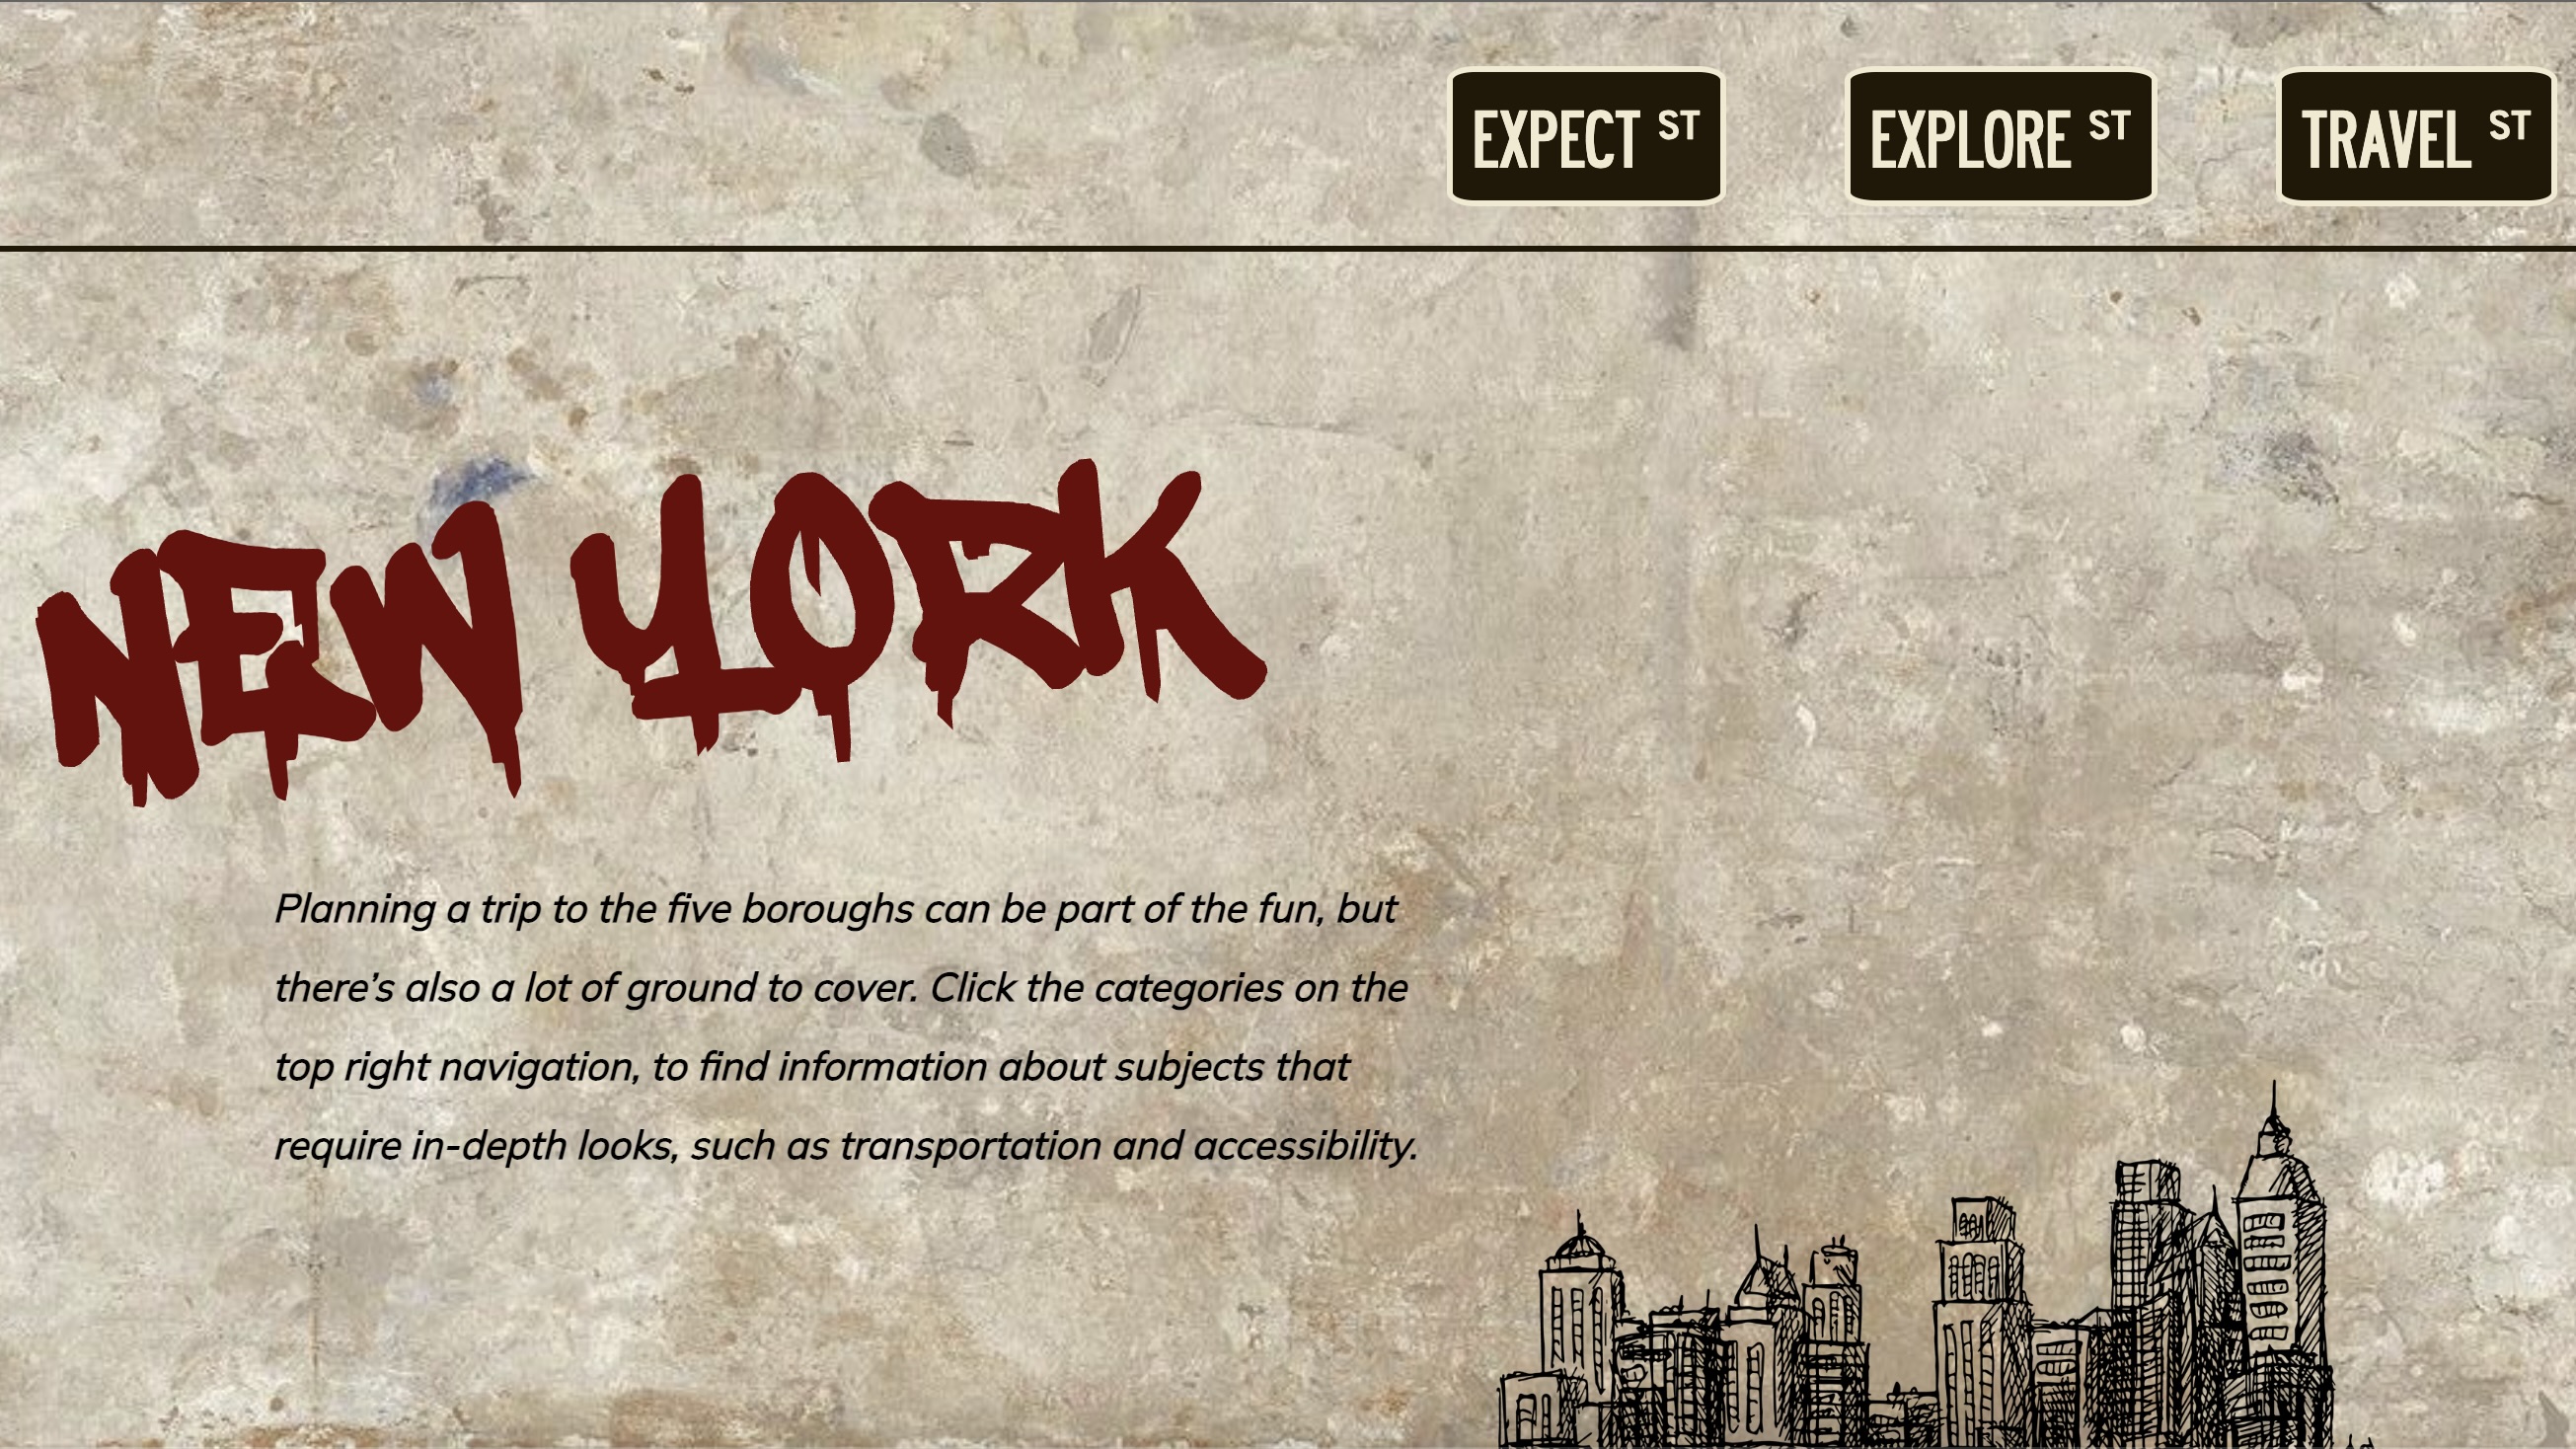 EXPECT ST
EXPLORE ST
TRAVEL ST
NEW YORK
Planning a trip to the five boroughs can be part of the fun, but
there’s also a lot of ground to cover. Click the categories on the
top right navigation, to find information about subjects that
require in-depth looks, such as transportation and accessibility.